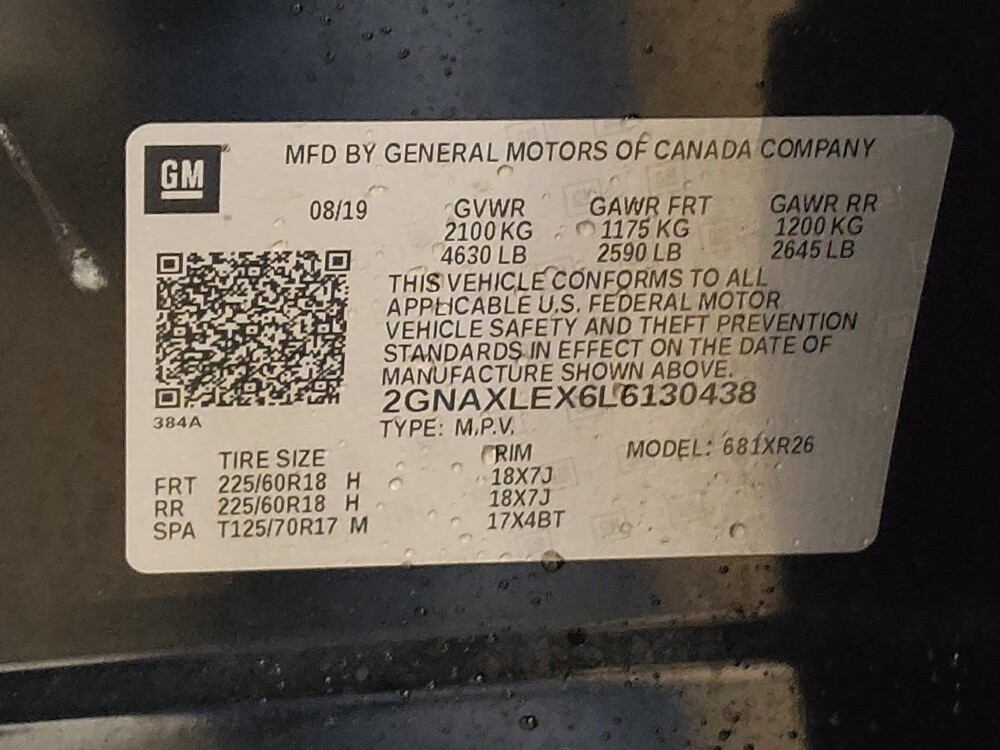 GM
MFD BY GENERAL MOTORS OF CANADA COMPANY
08/19 GVWR GAWR FRT GAWR RR
2100 KG 1175 KG 1200 KG
4630 LB 2590 LB 2645 LB
THIS VEHICLE CONFORMS TO ALL
APPLICABLE U.S. FEDERAL MOTOR
VEHICLE SAFETY AND THEFT PREVENTION
STANDARDS IN EFFECT ON THE DATE OF
MANUFACTURE SHOWN ABOVE.
2GNAXLEX6L6130438
384A
TYPE: M.P.V.
TIRE SIZE RIM MODEL: 681XR26
FRT 225/60R18 H 18X7J
RR 225/60R18 H 18X7J
SPA T125/70R17 M 17X4BT